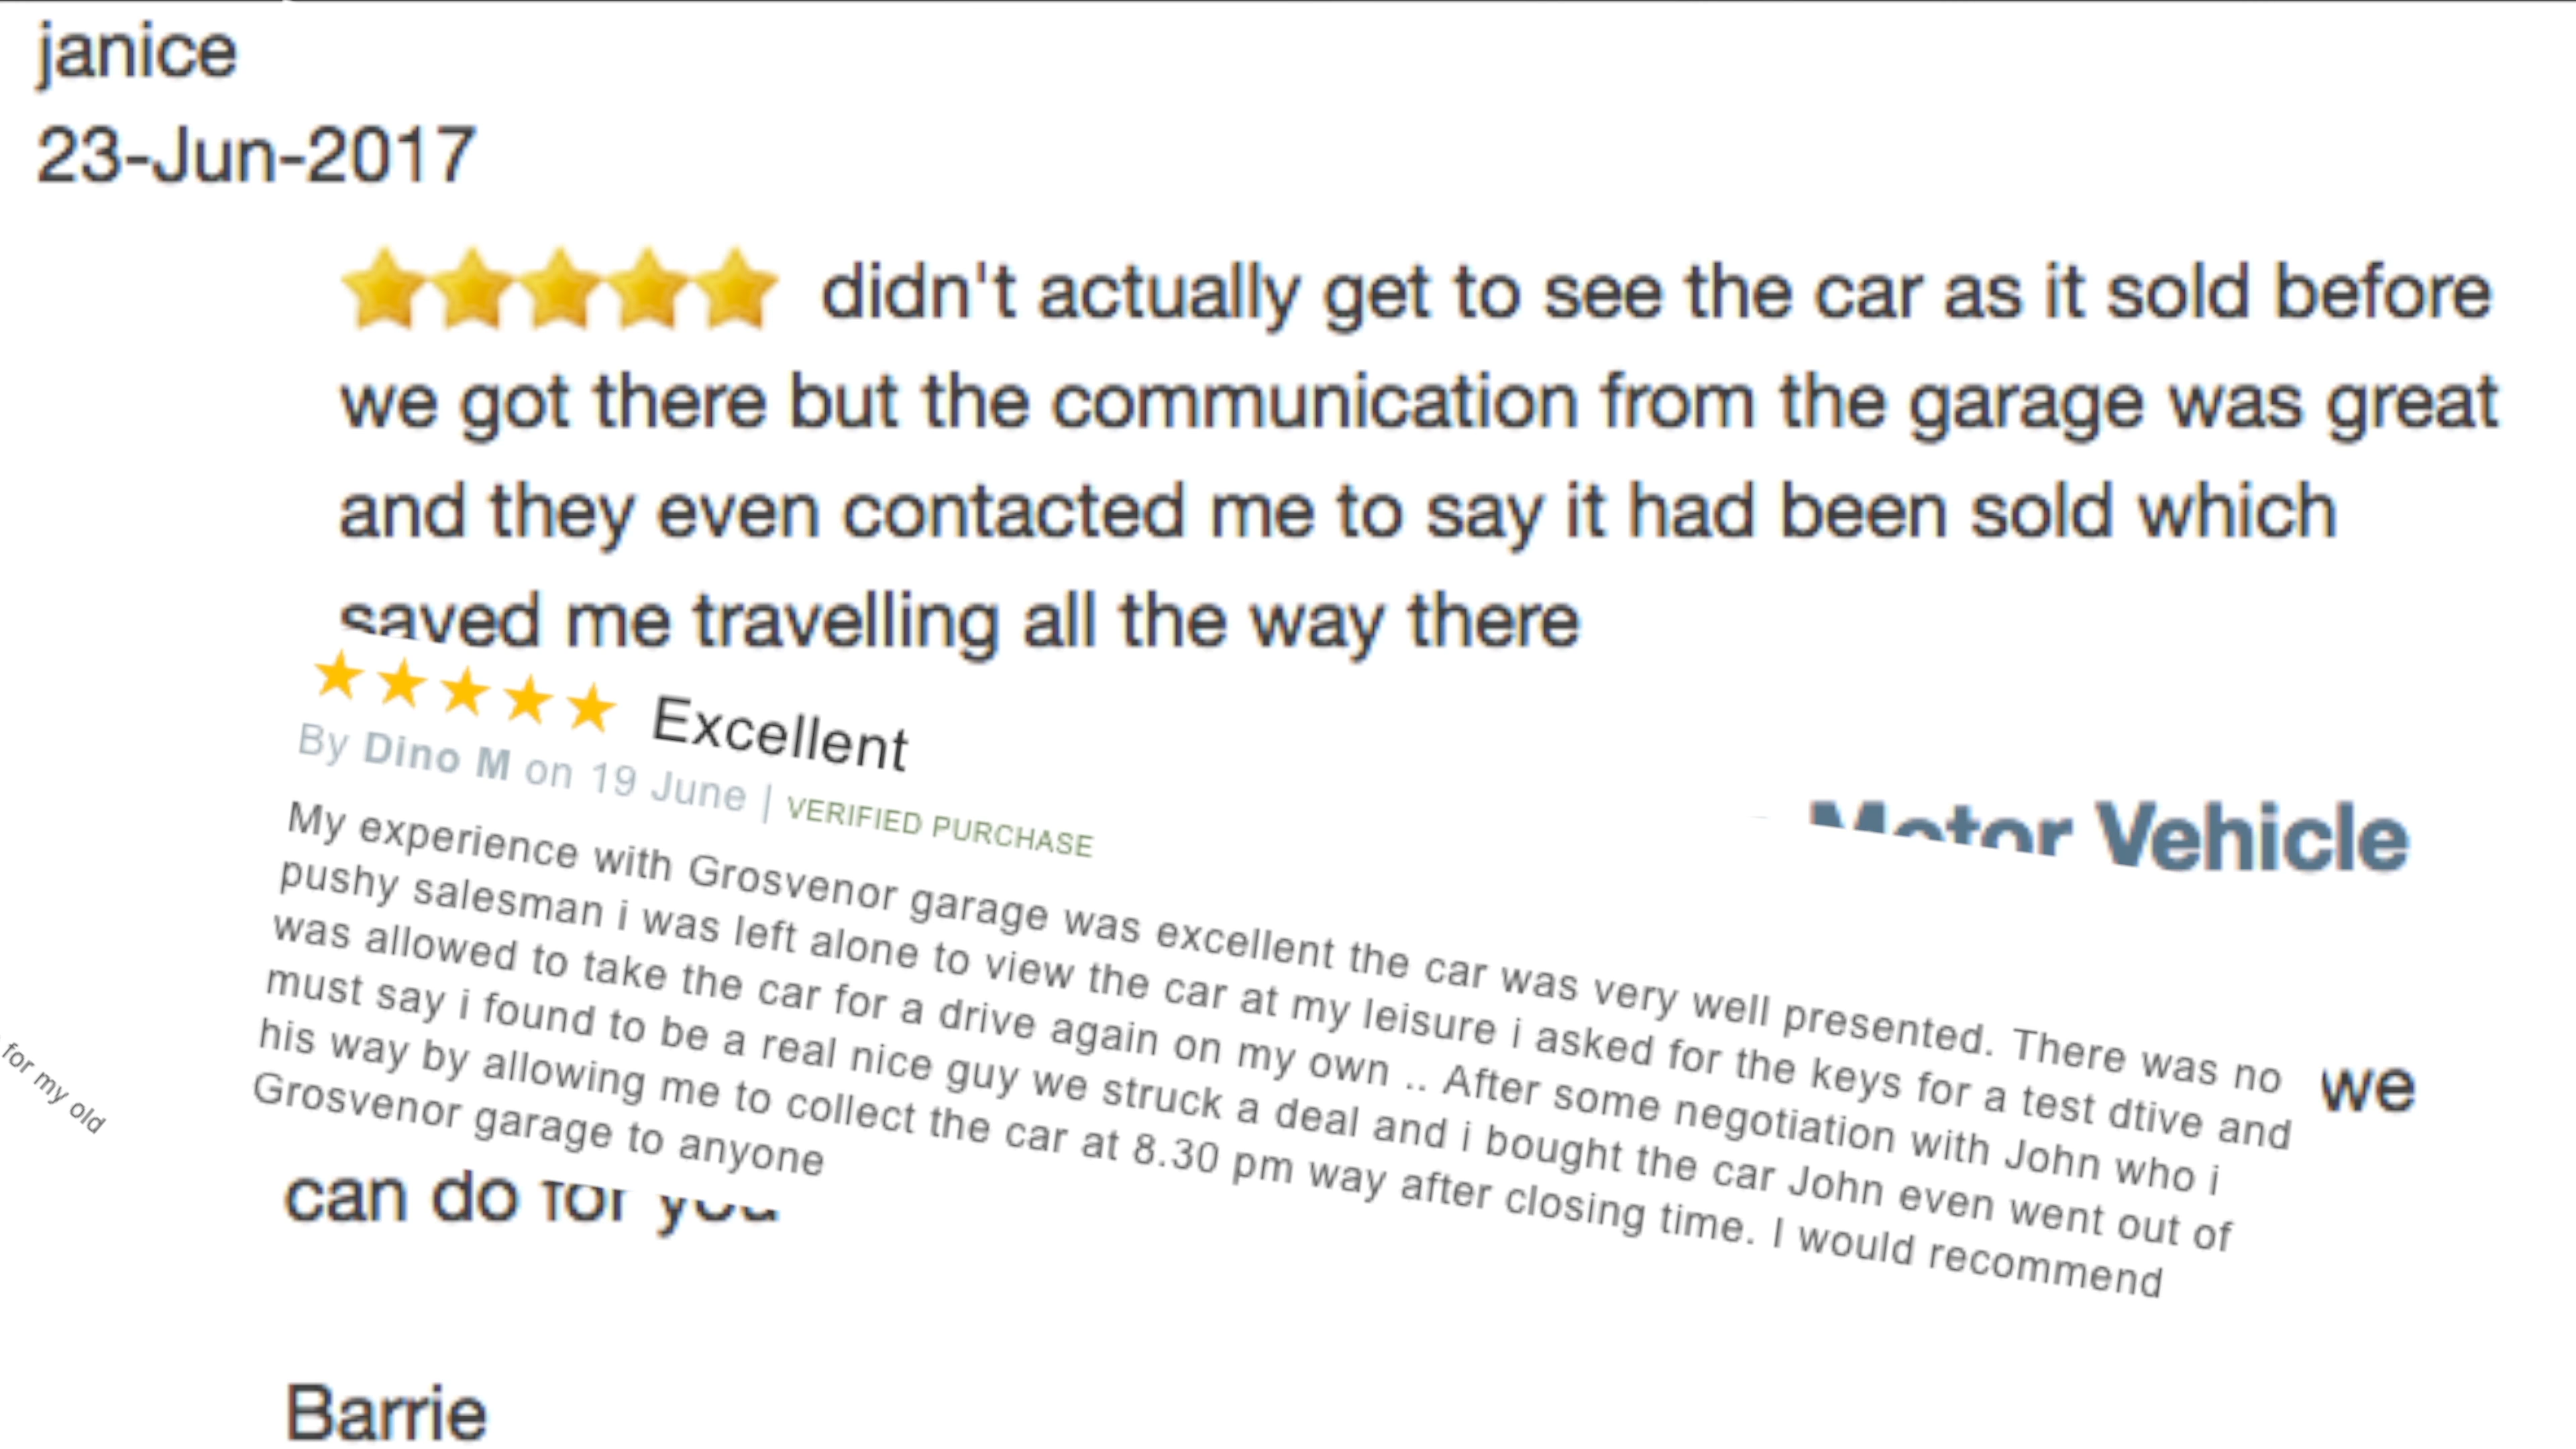 janice
23-Jun-2017
didn't actually get to see the car as it sold before
we got there but the communication from the garage was great
and they even contacted me to say it had been sold which
saved me travelling all the way there
Excellent
By Dino M on 19 June | VERIFIED PURCHASE
Motor Vehicle
My experience with Grosvenor garage was excellent the car was very well presented. There was no
pushy salesman i was left alone to view the car at my leisure i asked for the keys for a test dtive and
was allowed to take the car for a drive again on my own .. After some negotiation with John who i
must say i found to be a real nice guy we struck a deal and i bought the car John even went out of
his way by allowing me to collect the car at 8.30 pm way after closing time. I would recommend
Grosvenor garage to anyone
for my old
we
can do for you
Barrie